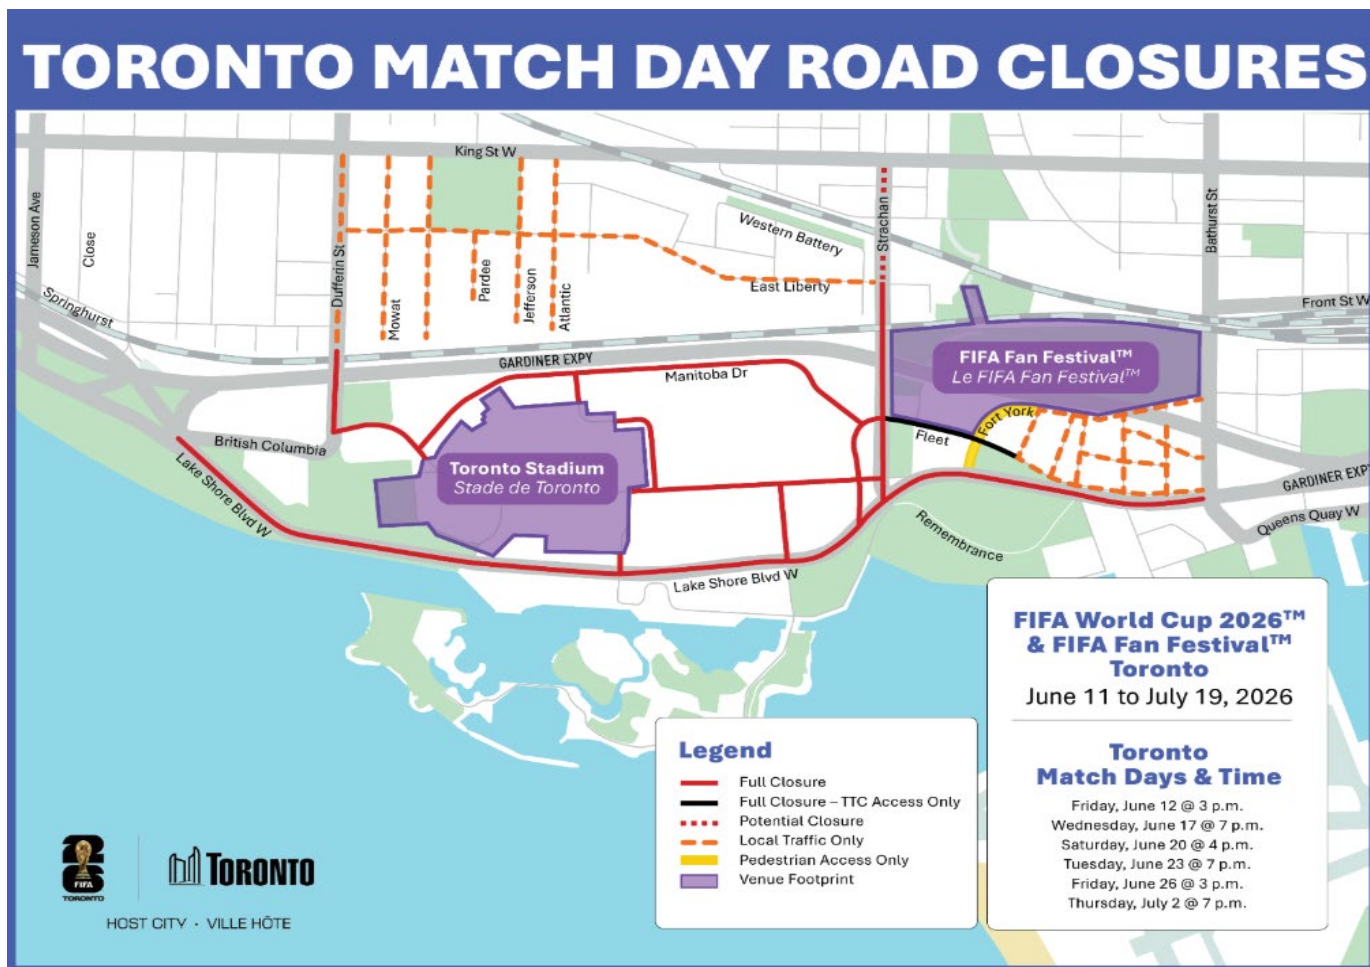 TORONTO MATCH DAY ROAD CLOSURES
King St W
Jameson Ave
Close
Dufferin St
Mowat
Pardee
Jefferson
Atlantic
Western Battery
East Liberty
Strachan
Bathurst St
Front St W
Springhurst
GARDINER EXPY
Manitoba Dr
FIFA Fan Festival™
Le FIFA Fan Festival™
Fort York
Fleet
British Columbia
Toronto Stadium
Stade de Toronto
Lake Shore Blvd W
Lake Shore Blvd W
Remembrance
GARDINER EXP
Queens Quay W
FIFA World Cup 2026™
& FIFA Fan Festival™
Toronto
June 11 to July 19, 2026
Toronto
Match Days & Time
Friday, June 12 @ 3 p.m.
Wednesday, June 17 @ 7 p.m.
Saturday, June 20 @ 4 p.m.
Tuesday, June 23 @ 7 p.m.
Friday, June 26 @ 3 p.m.
Thursday, July 2 @ 7 p.m.
Legend
Full Closure
Full Closure – TTC Access Only
Potential Closure
Local Traffic Only
Pedestrian Access Only
Venue Footprint
26
FIFA
TORONTO
TORONTO
HOST CITY · VILLE HÔTE